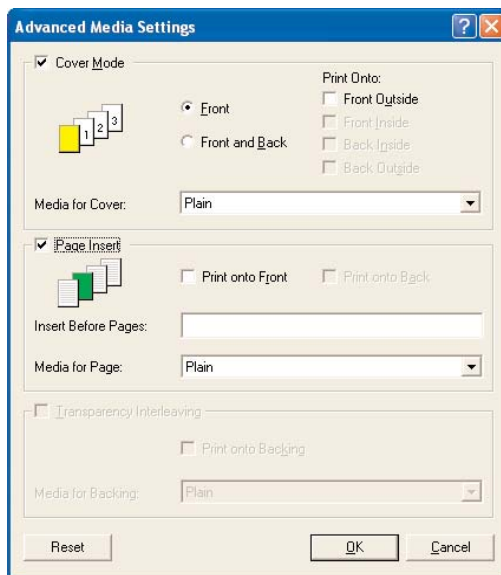 Advanced Media Settings
Cover Mode
Print Onto:
Front
Front Outside
Front Inside
Front and Back
Back Inside
Back Outside
1 2 3
Media for Cover: Plain
Page Insert
Print onto Front Print onto Back
Insert Before Pages:
Media for Page: Plain
Transparency Interleaving
Print onto Backing
Media for Backing: Plain
Reset OK Cancel